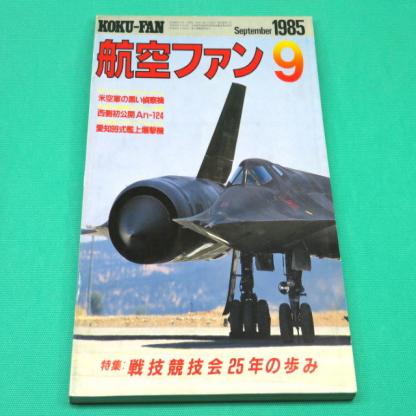 KOKU-FAN
September 1985
航空ファン 9
米空軍の黒い偵察機
西側初公開An-124
愛知99式艦上爆撃機
特集:戦技競技会25年の歩み